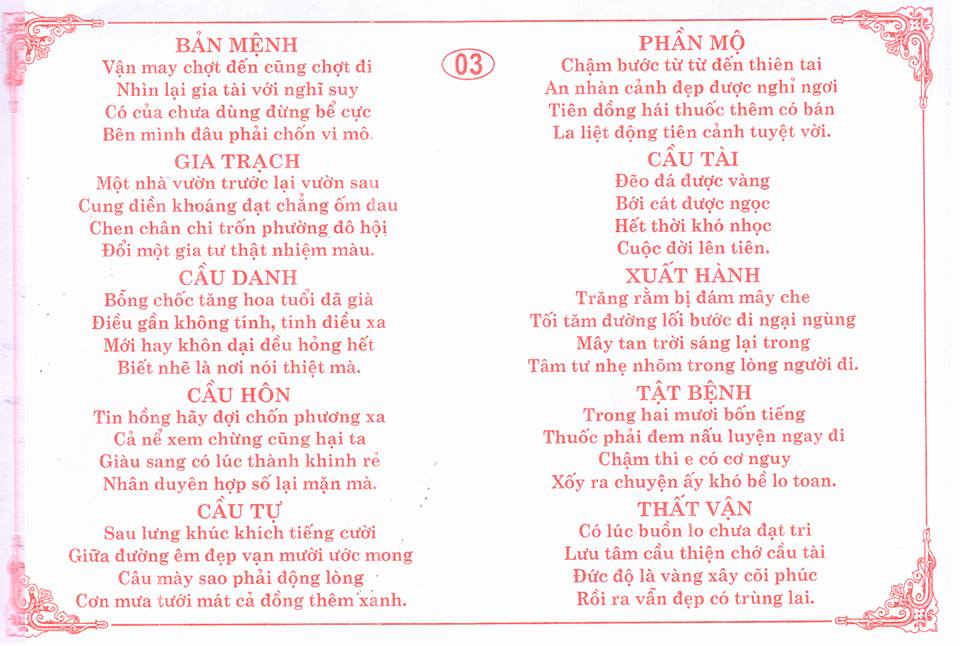 BẢN MỆNH
Vận may chợt đến cũng chợt đi
Nhìn lại gia tài với nghĩ suy
Có của chưa dùng đừng bể cực
Bên mình đâu phải chốn vi mô.
GIA TRẠCH
Một nhà vườn trước lại vườn sau
Cung điền khoáng đạt chẳng ốm đau
Chen chân chi trốn phường đô hội
Đổi một gia tư thật nhiệm màu.
CẦU DANH
Bỗng chốc tăng hoa tuổi đã già
Điều gần không tính, tính điều xa
Mới hay khôn dại đều hỏng hết
Biết nhẽ là nơi nói thiệt mà.
CẦU HÔN
Tin hồng hãy đợi chốn phương xa
Cả nể xem chừng cũng hại ta
Giàu sang có lúc thành khinh rẻ
Nhân duyên hợp số lại mặn mà.
CẦU TỰ
Sau lưng khúc khích tiếng cười
Giữa đường êm đẹp vạn mười ước mong
Câu mày sao phải động lòng
Cơn mưa tưới mát cả đồng thêm xanh.
03
PHẦN MỘ
Chậm bước từ từ đến thiên tai
An nhàn cảnh đẹp được nghỉ ngơi
Tiên đồng hái thuốc thêm có bán
La liệt động tiên cảnh tuyệt vời.
CẦU TÀI
Đẽo đá được vàng
Bới cát được ngọc
Hết thời khó nhọc
Cuộc đời lên tiên.
XUẤT HÀNH
Trăng rằm bị đám mây che
Tối tăm đường lối bước đi ngại ngùng
Mây tan trời sáng lại trong
Tâm tư nhẹ nhõm trong lòng người đi.
TẬT BỆNH
Trong hai mươi bốn tiếng
Thuốc phải đem nấu luyện ngay đi
Chậm thì e có cơ nguy
Xốy ra chuyện ấy khó bề lo toan.
THẤT VẬN
Có lúc buồn lo chưa đạt tri
Lưu tâm cầu thiện chớ cầu tài
Đức độ là vàng xây cõi phúc
Rồi ra vẫn đẹp có trùng lai.